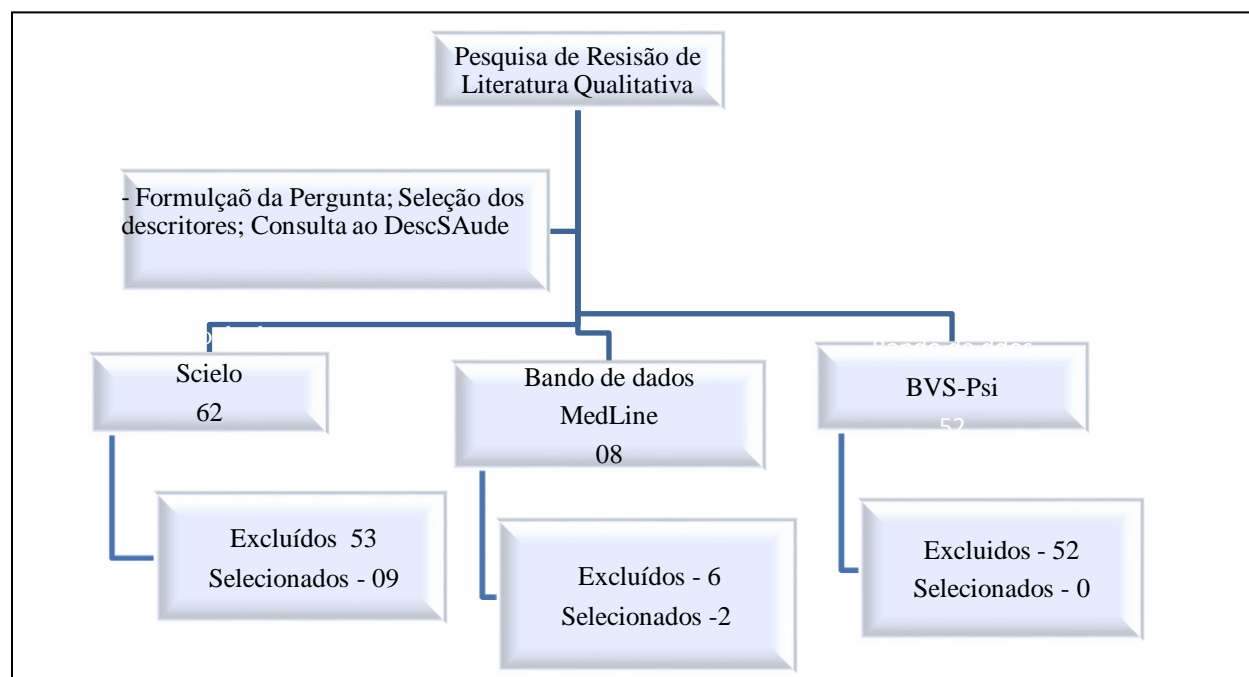 Pesquisa de Resisão de
Literatura Qualitativa
- Formulçaõ da Pergunta; Seleção dos
descritores; Consulta ao DescSAude
Scielo
62
Bando de dados
MedLine
08
BVS-Psi
52
Excluídos 53
Selecionados - 09
Excluídos - 6
Selecionados -2
Excluidos - 52
Selecionados - 0